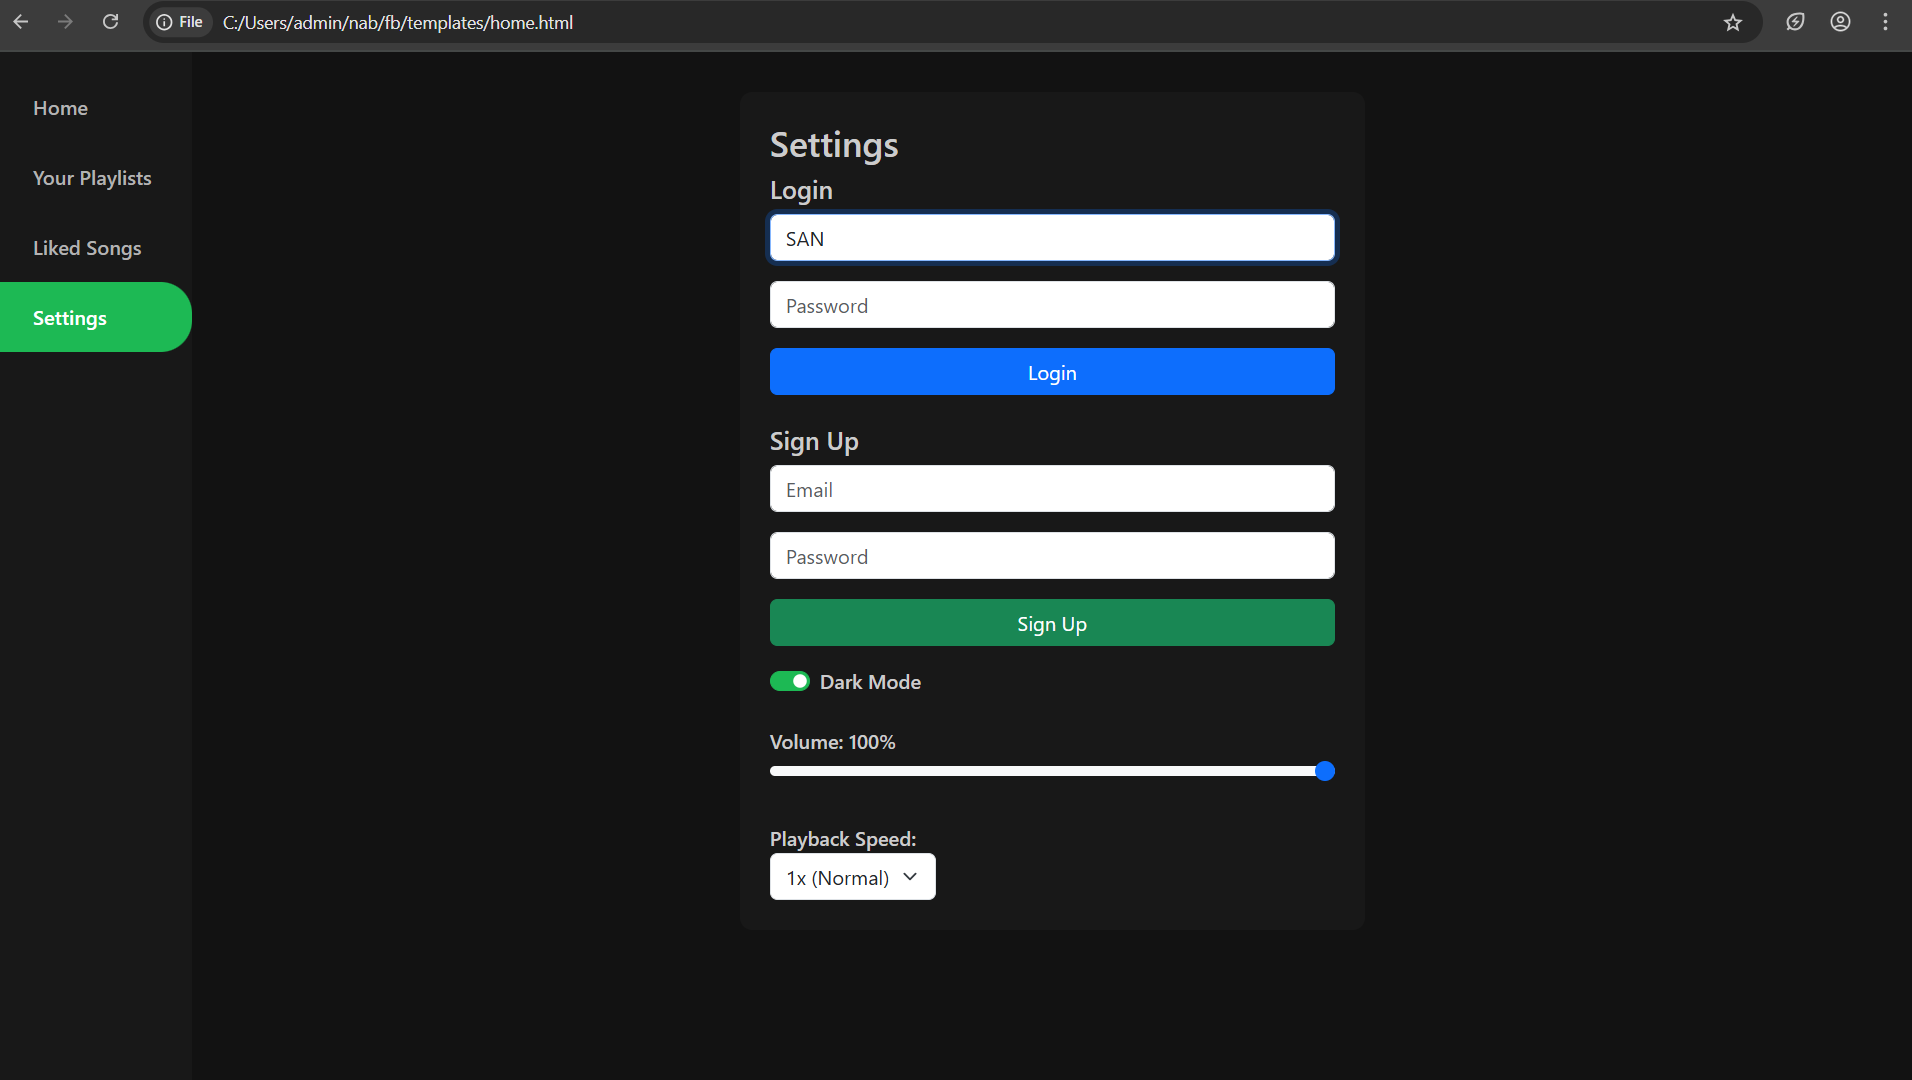 File C:/Users/admin/nab/fb/templates/home.html
Home
Your Playlists
Liked Songs
Settings
Settings
Login
SAN
Password
Login
Sign Up
Email
Password
Sign Up
Dark Mode
Volume: 100%
Playback Speed:
1x (Normal)